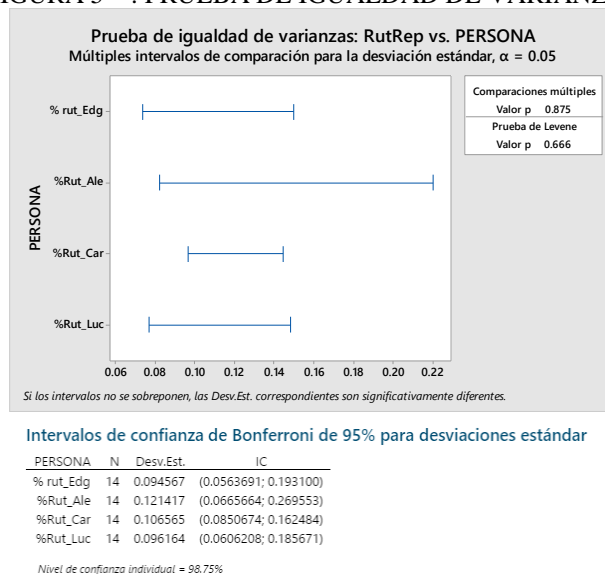 Prueba de igualdad de varianzas: RutRep vs. PERSONA
Múltiples intervalos de comparación para la desviación estándar, α = 0.05
PERSONA
% rut_Edg
%Rut_Ale
%Rut_Car
%Rut_Luc
0.06 0.08 0.10 0.12 0.14 0.16 0.18 0.20 0.22
Comparaciones múltiples
Valor p 0.875
Prueba de Levene
Valor p 0.666
Si los intervalos no se sobreponen, las Desv.Est. correspondientes son significativamente diferentes.
Intervalos de confianza de Bonferroni de 95% para desviaciones estándar
PERSONA N Desv.Est. IC
% rut_Edg 14 0.094567 (0.0563691; 0.193100)
%Rut_Ale 14 0.121417 (0.0665664; 0.269553)
%Rut_Car 14 0.106565 (0.0850674; 0.162484)
%Rut_Luc 14 0.096164 (0.0606208; 0.185671)
Nivel de confianza individual = 98.75%